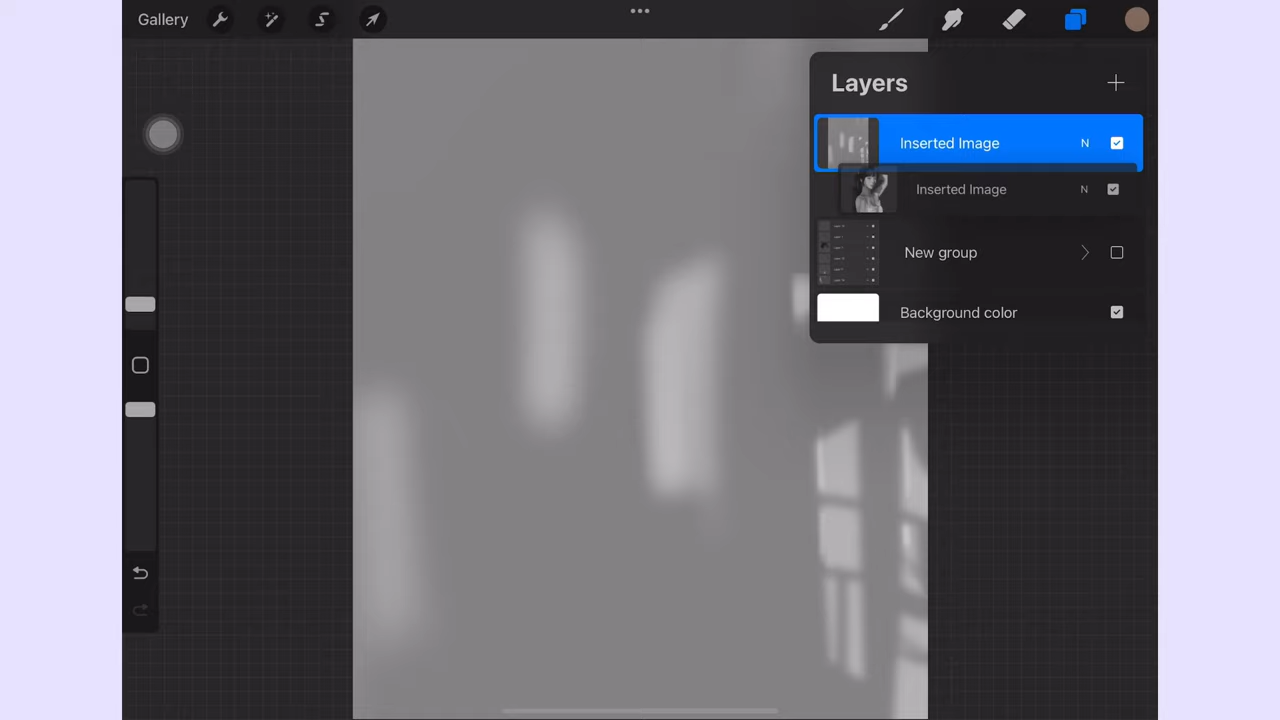 Gallery
Layers
Inserted Image N
Inserted Image N
New group
Background color